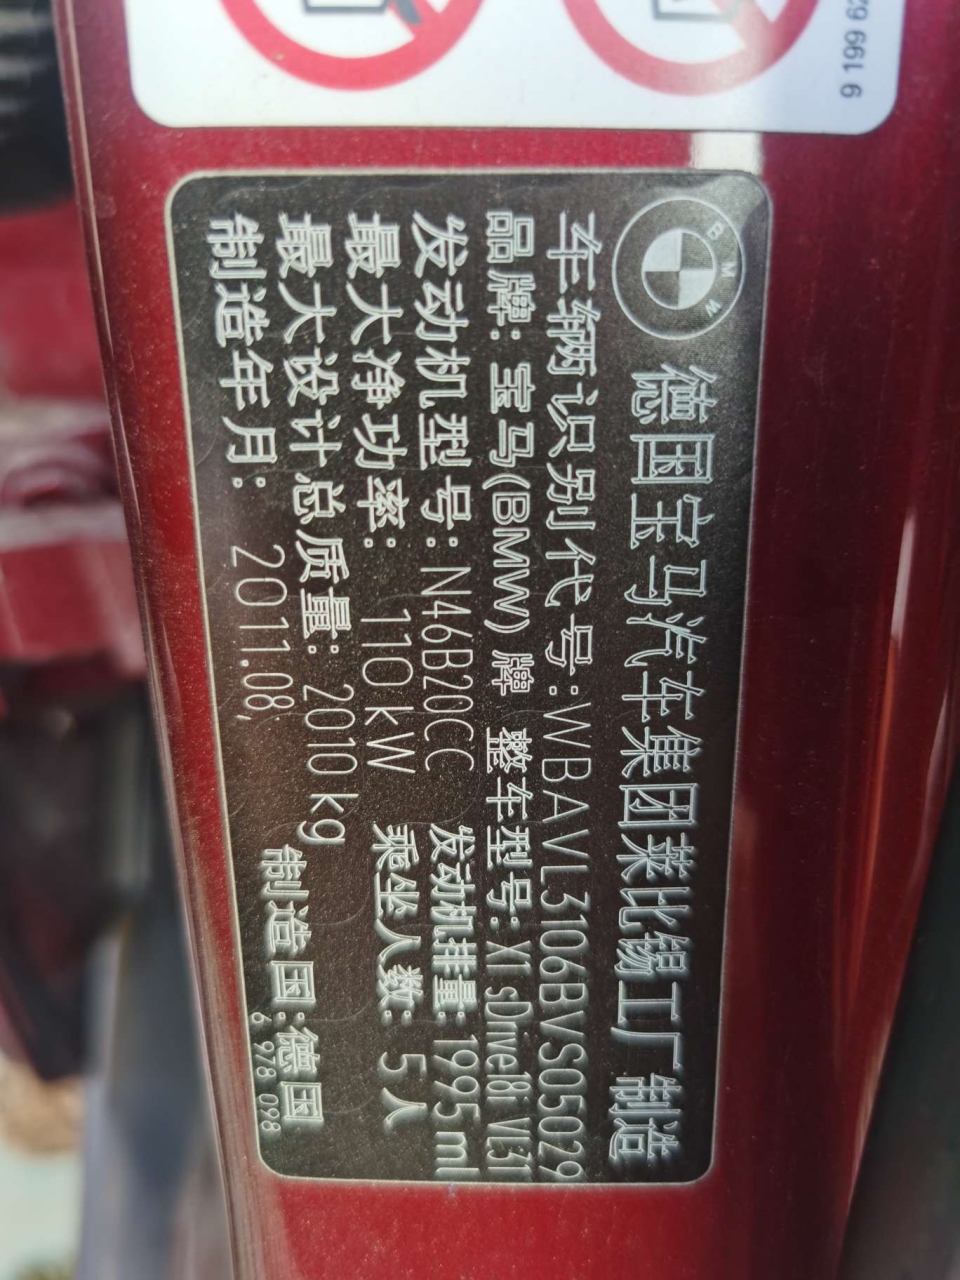 9 199 62
BMW
德国宝马汽车集团莱比锡工厂制造
车辆识别代号:WBAVL3106BVS05029
品牌: 宝马(BMW) 牌 整车型号: X1 sDrive18i VE31
发动机型号: N46B20CC 发动机排量: 1995ml
最大净功率: 110kW 乘坐人数: 5人
最大设计总质量: 2010kg
制造年月: 2011.08, 制造国:德国
6 978 098